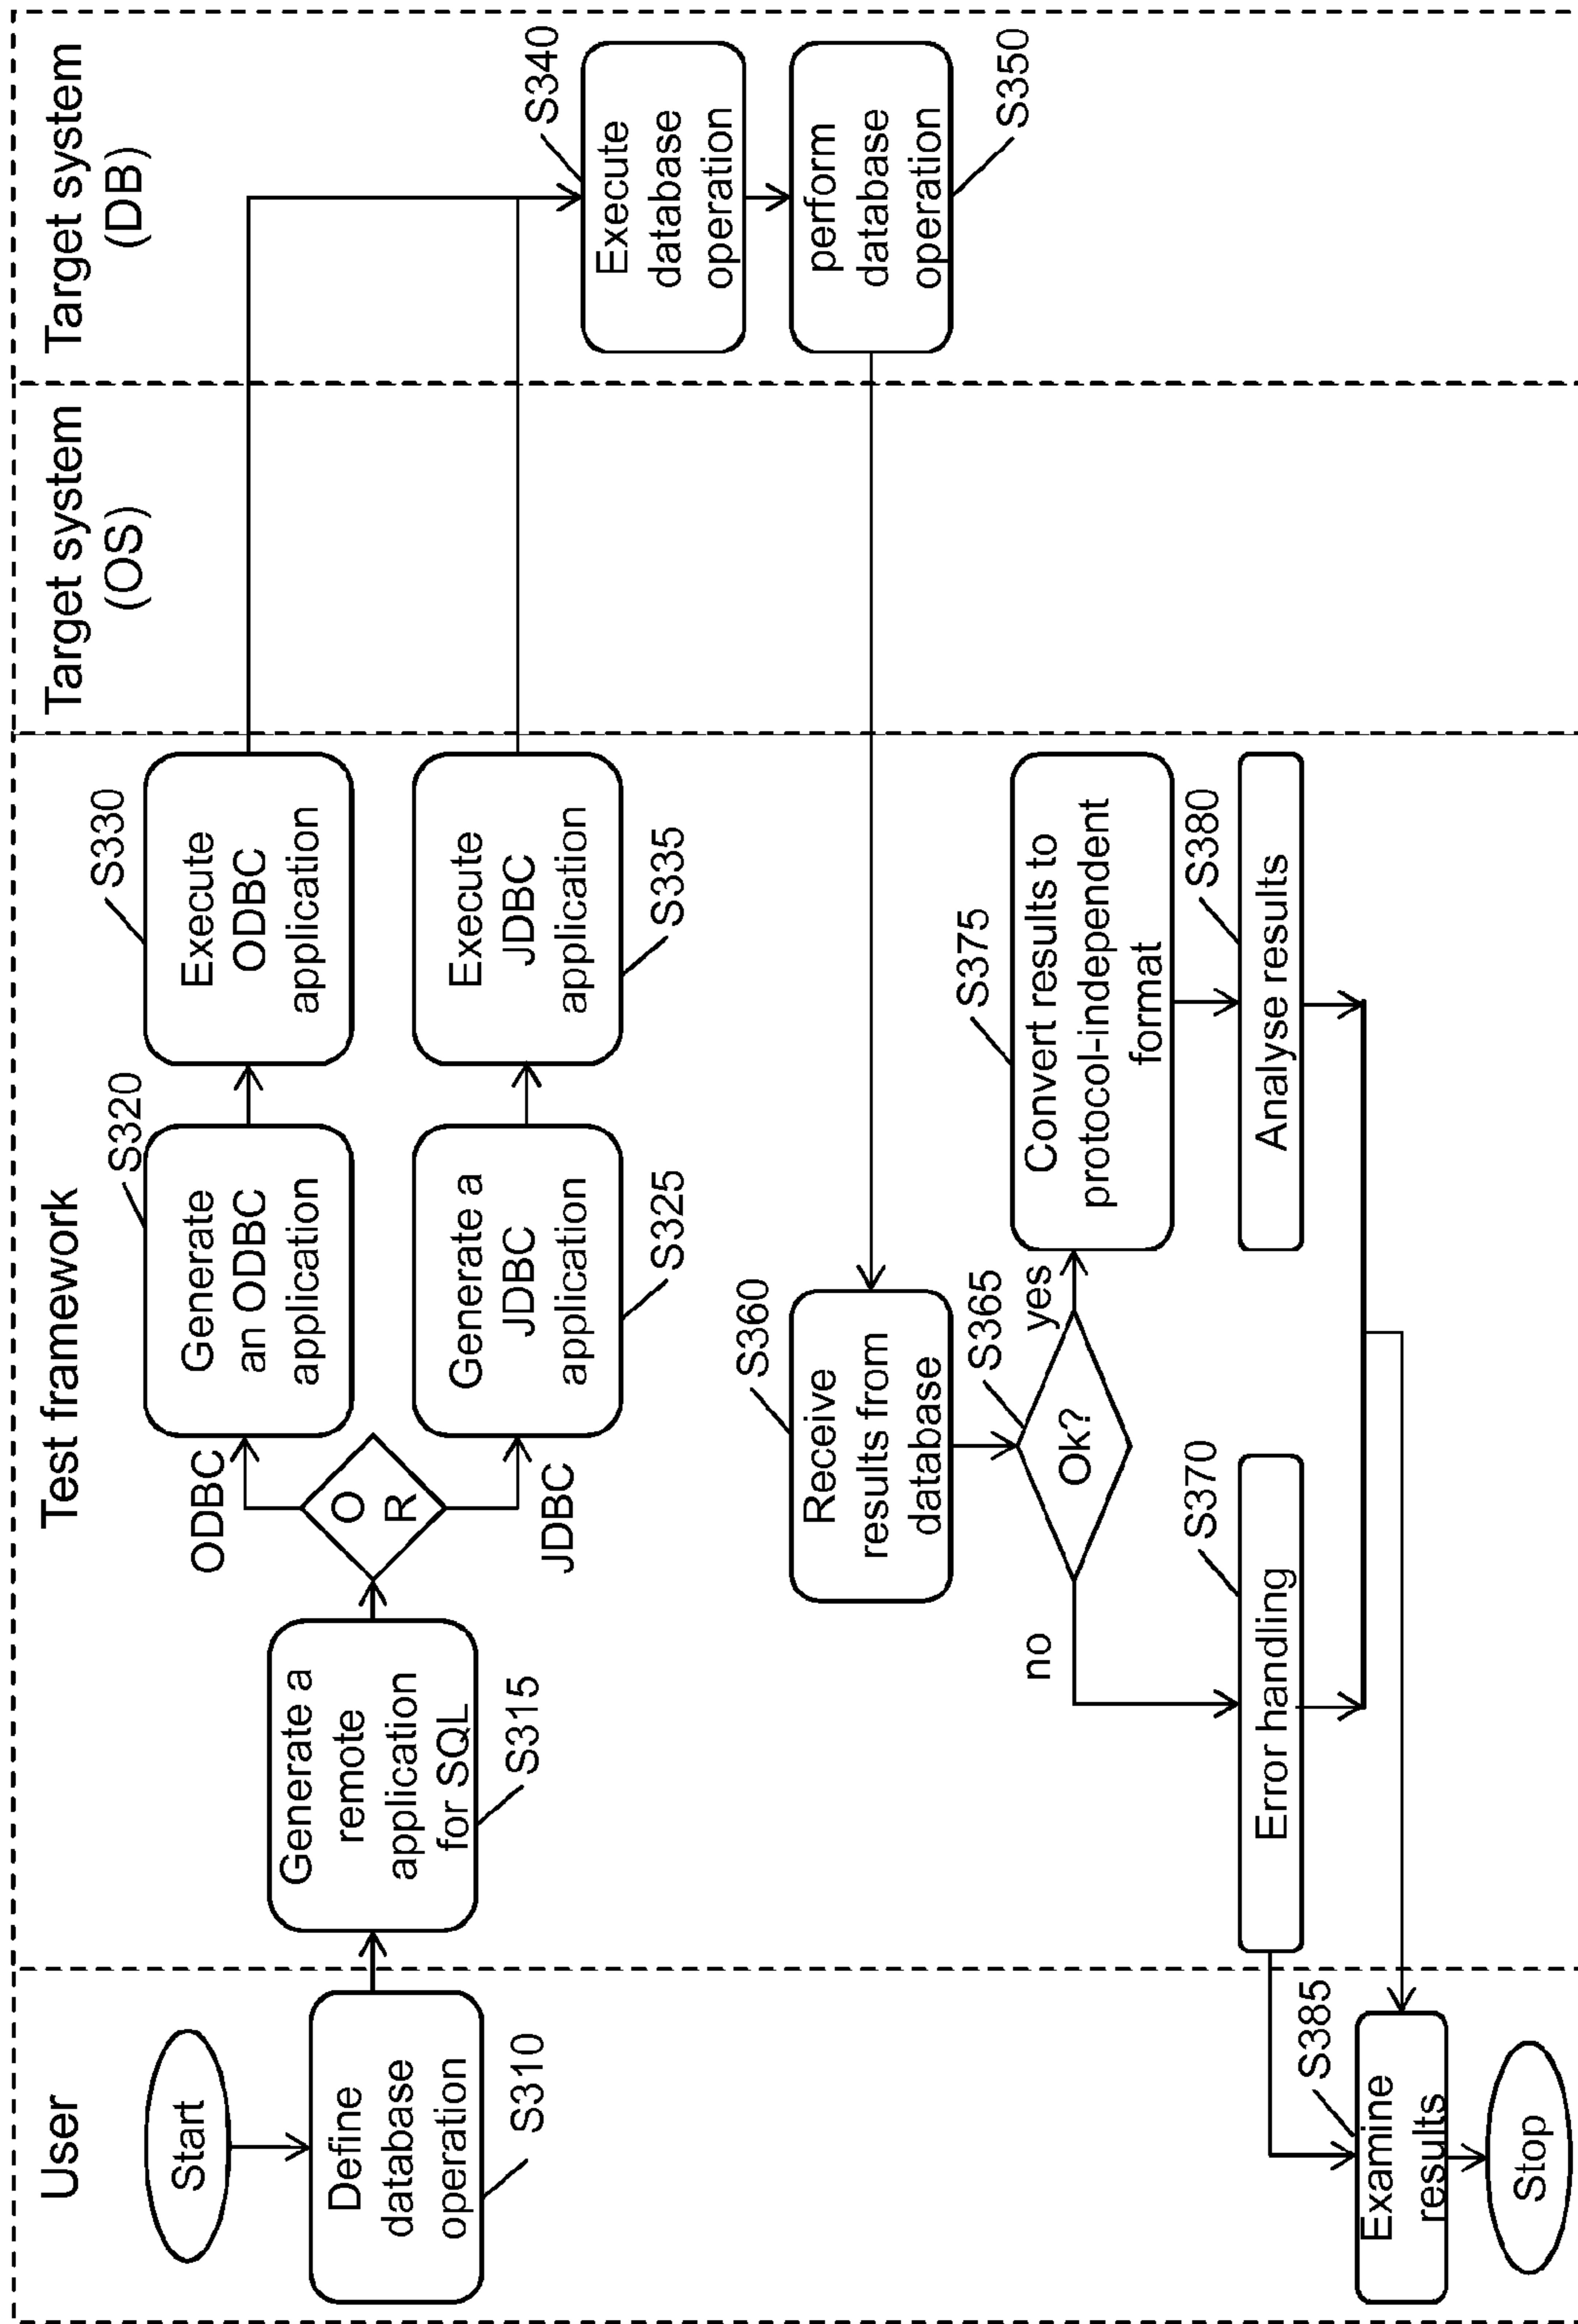 User
Test framework
Target system
(OS)
Target system
(DB)
Start
Define
database
operation
S310
Generate a
remote
application
for SQL
S315
O
R
ODBC
JDBC
Generate
an ODBC
application
S320
Generate a
JDBC
application
S325
Execute
ODBC
application
S330
Execute
JDBC
application
S335
Execute
database
operation
S340
perform
database
operation
S350
Receive
results from
database
S360
Ok?
S365
yes
no
Convert results to
protocol-independent
format
S375
Error handling
S370
Analyse results
S380
Examine
results
S385
Stop